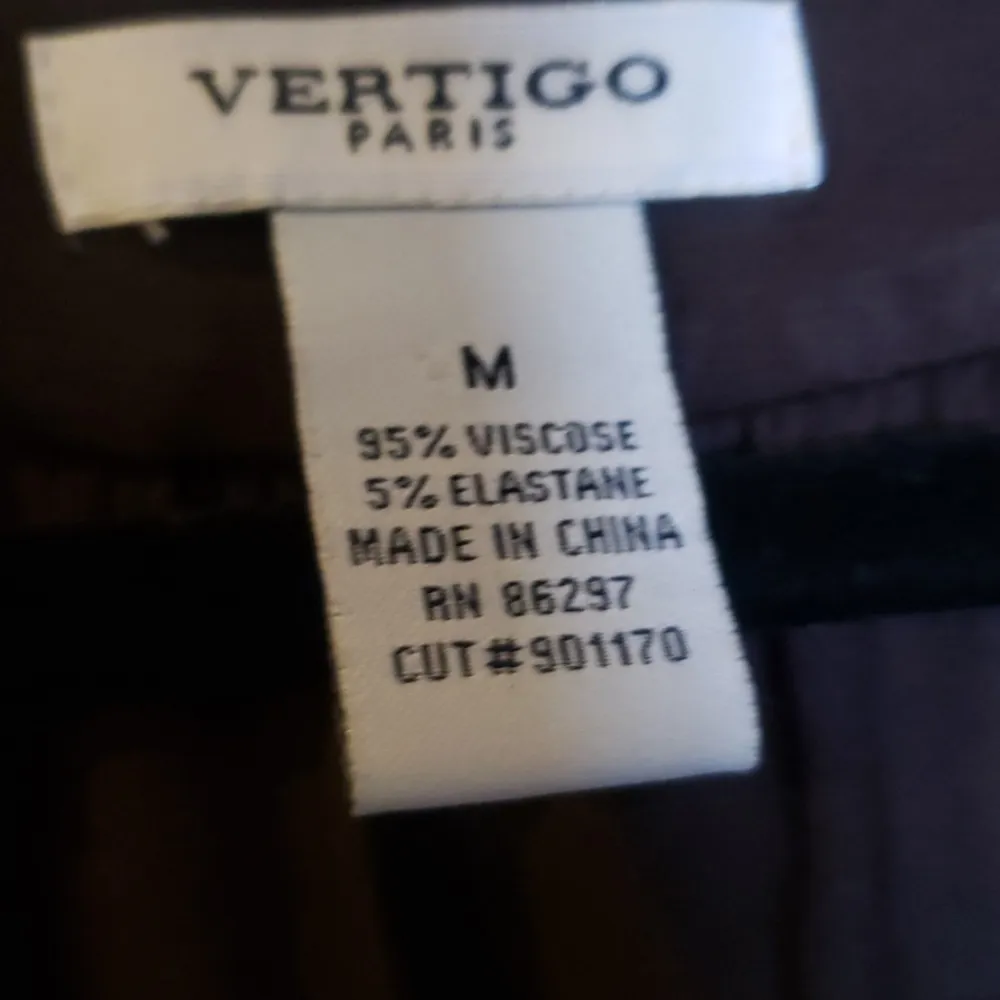 VERTIGO
PARIS
M
95% VISCOSE
5% ELASTANE
MADE IN CHINA
RN 86297
CUT#901170